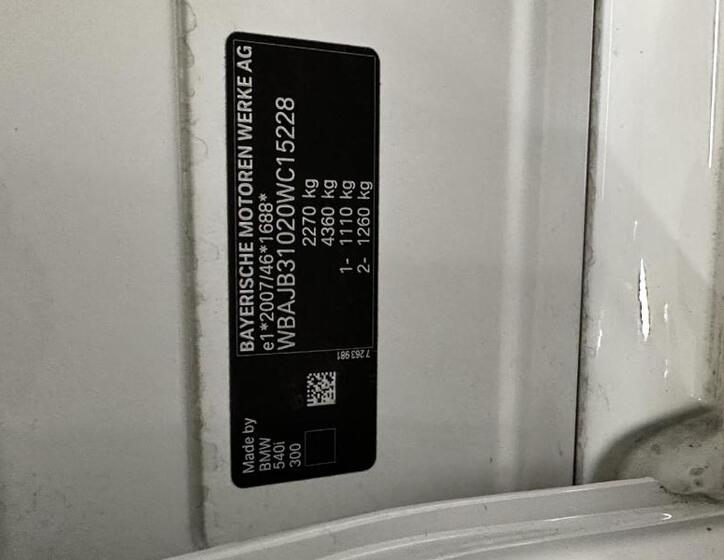 BAYERISCHE MOTOREN WERKE AG
e1*2007/46*1688*
WBAJB31020WC15228
2270 kg
4360 kg
1- 1110 kg
2- 1260 kg
7 263 981
Made by
BMW
540i
300